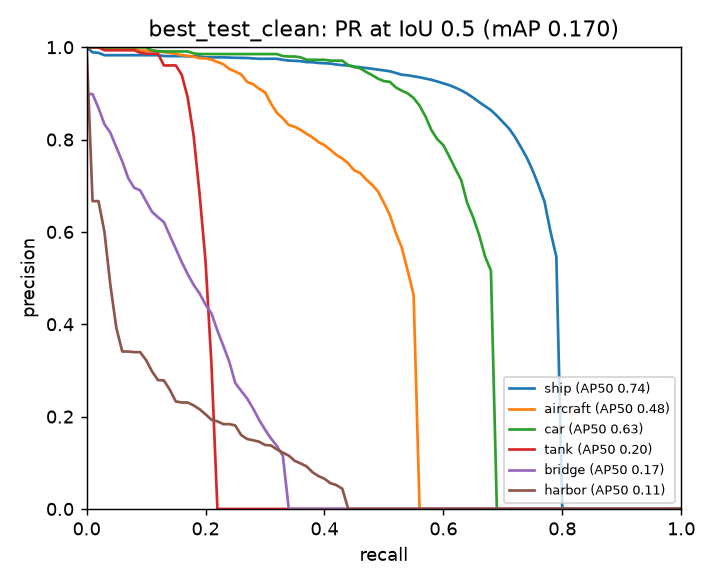 best_test_clean: PR at IoU 0.5 (mAP 0.170)
1.0
0.8
0.6
0.4
0.2
0.0
precision
ship (AP50 0.74)
aircraft (AP50 0.48)
car (AP50 0.63)
tank (AP50 0.20)
bridge (AP50 0.17)
harbor (AP50 0.11)
0.0 0.2 0.4 0.6 0.8 1.0
recall